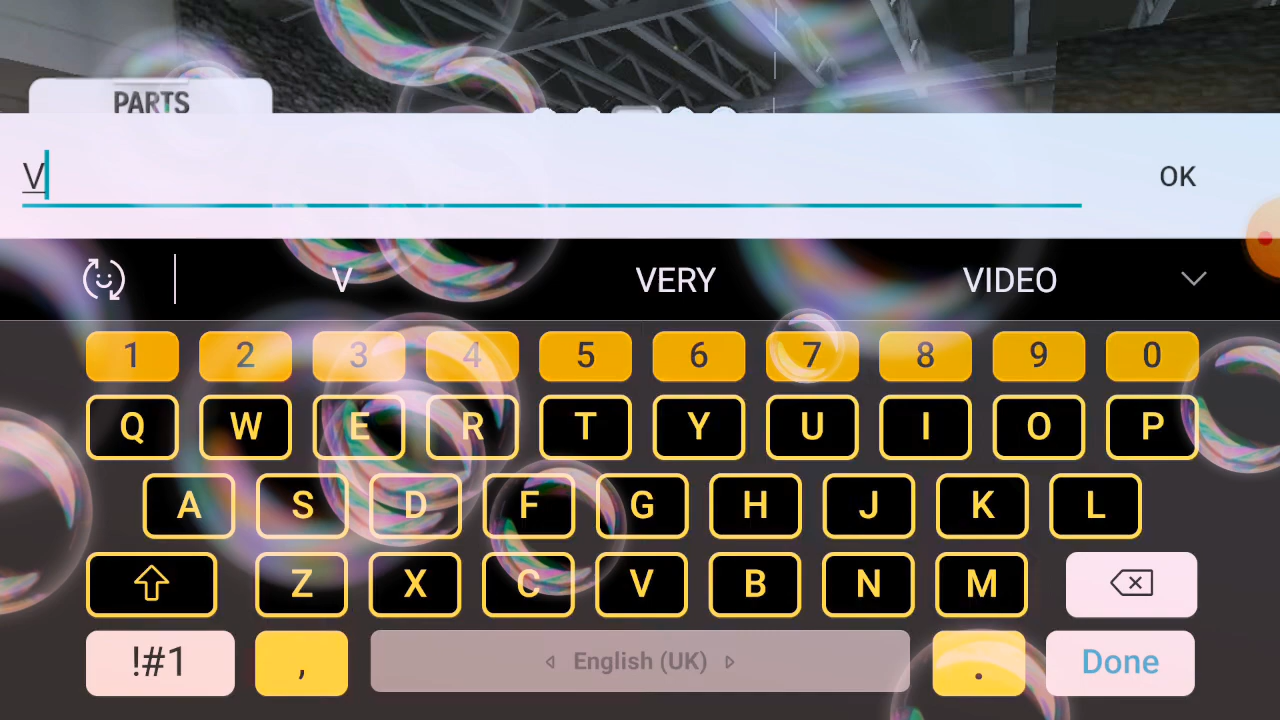 PARTS
V
OK
V VERY VIDEO
1 2 3 4 5 6 7 8 9 0
Q W E R T Y U I O P
A S D F G H J K L
Z X C V B N M
!#1 , English (UK) . Done